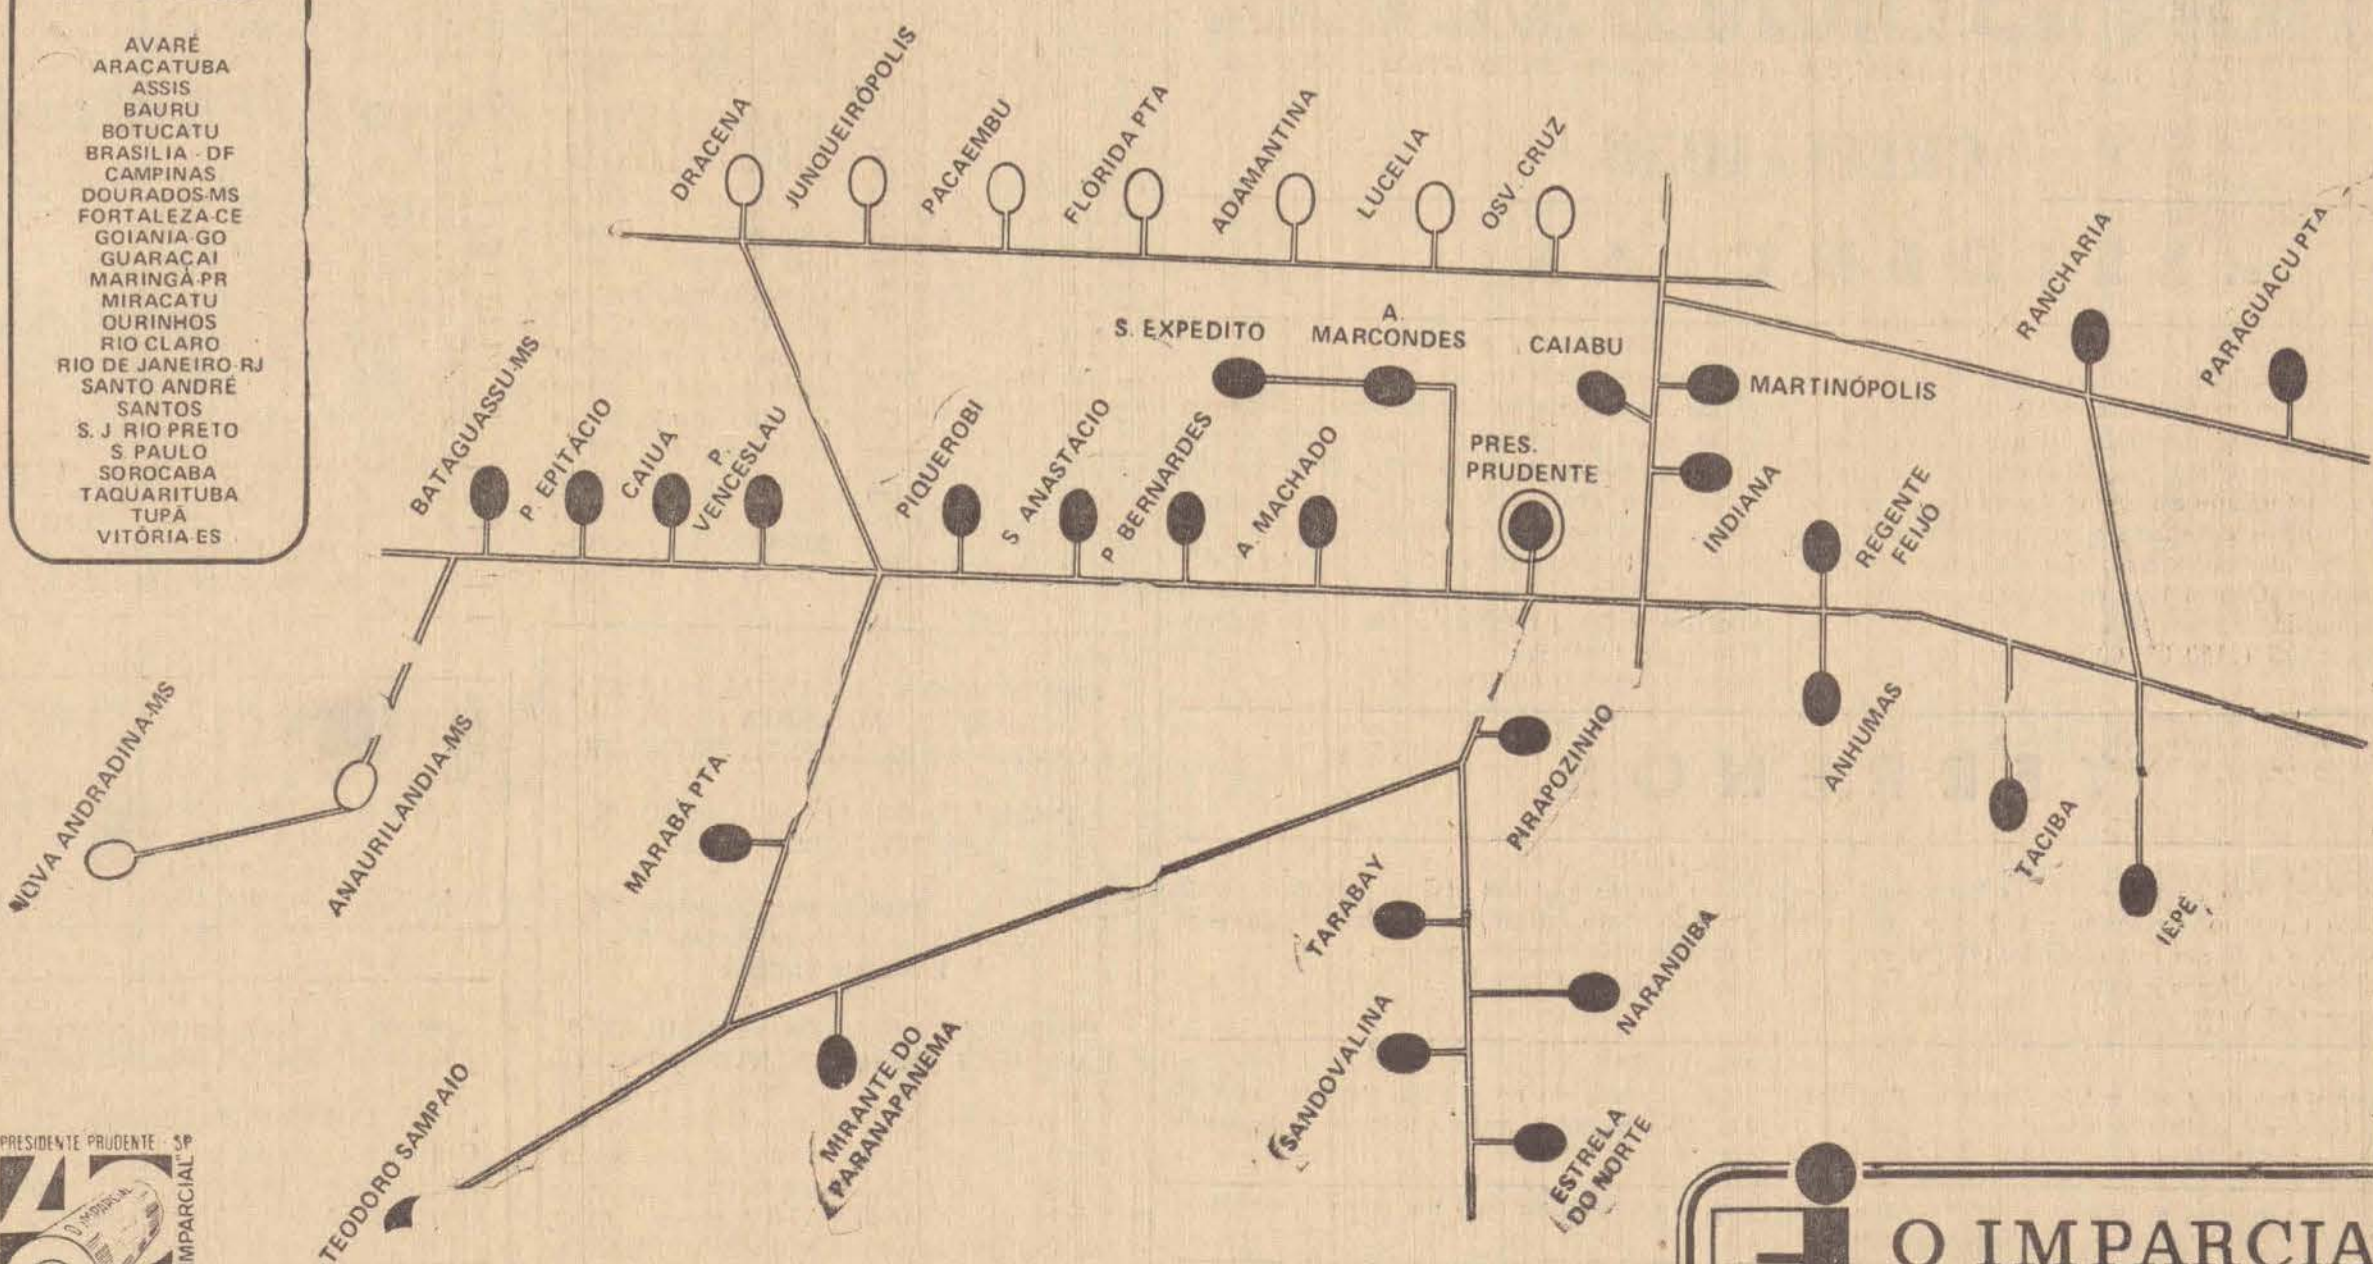 AVARÉ
ARAÇATUBA
ASSIS
BAURU
BOTUCATU
BRASILIA - DF
CAMPINAS
DOURADOS-MS
FORTALEZA-CE
GOIANIA-GO
GUARAÇAI
MARINGÁ-PR
MIRACATU
OURINHOS
RIO CLARO
RIO DE JANEIRO-RJ
SANTO ANDRÉ
SANTOS
S. J. RIO PRETO
S. PAULO
SOROCABA
TAQUARITUBA
TUPÃ
VITÓRIA-ES
DRACENA
JUNQUEIRÓPOLIS
PACAEMBU
FLÓRIDA PTA
ADAMANTINA
LUCELIA
OSV. CRUZ
RANCHARIA
PARAGUACU PTA
S. EXPEDITO
A.
MARCONDES
CAIABU
MARTINÓPOLIS
BATAGUASSU-MS
P. EPITÁCIO
CAIUÁ
P.
VENCESLAU
PIQUEROBI
S. ANASTACIO
P. BERNARDES
A. MACHADO
PRES.
PRUDENTE
INDIANA
REGENTE
FEIJÓ
NOVA ANDRADINA-MS
ANAURILANDIA-MS
MARABÁ PTA
PIRAPOZINHO
ANHUMAS
TACIBA
IEPÊ
TARABAY
NARANDIBA
SANDOVALINA
ESTRELA
DO NORTE
MIRANTE DO
PARANAPANEMA
TEODORO SAMPAIO
PRESIDENTE PRUDENTE - SP
IMPARCIAL"
O IMPARCIAL
O IMPARCIA